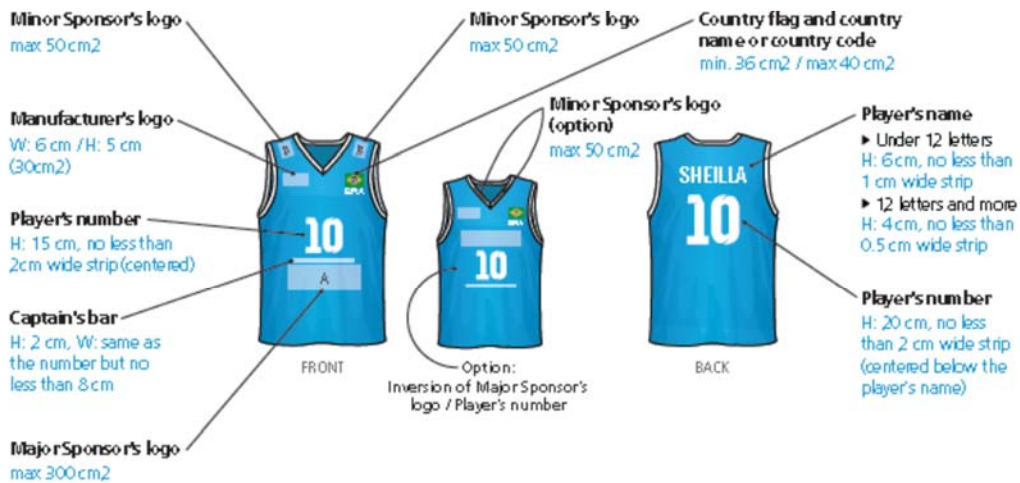 Minor Sponsor's logo
max 50 cm2
Minor Sponsor's logo
max 50 cm2
Country flag and country
name or country code
min. 36 cm2 / max 40 cm2
Manufacturer's logo
W: 6 cm / H: 5 cm
(30cm2)
Minor Sponsor's logo
(option)
max 50 cm2
Player's name
▸ Under 12 letters
H: 6 cm, no less than
1 cm wide strip
▸ 12 letters and more
H: 4 cm, no less than
0.5 cm wide strip
Player's number
H: 15 cm, no less than
2cm wide strip (centered)
Captain's bar
H: 2 cm, W: same as
the number but no
less than 8 cm
Major Sponsor's logo
max 300 cm2
B
B
BRA
10
A
FRONT
BRA
10
Option:
Inversion of Major Sponsor's
logo / Player's number
SHEILLA
10
BACK
Player's number
H: 20 cm, no less
than 2 cm wide strip
(centered below the
player's name)